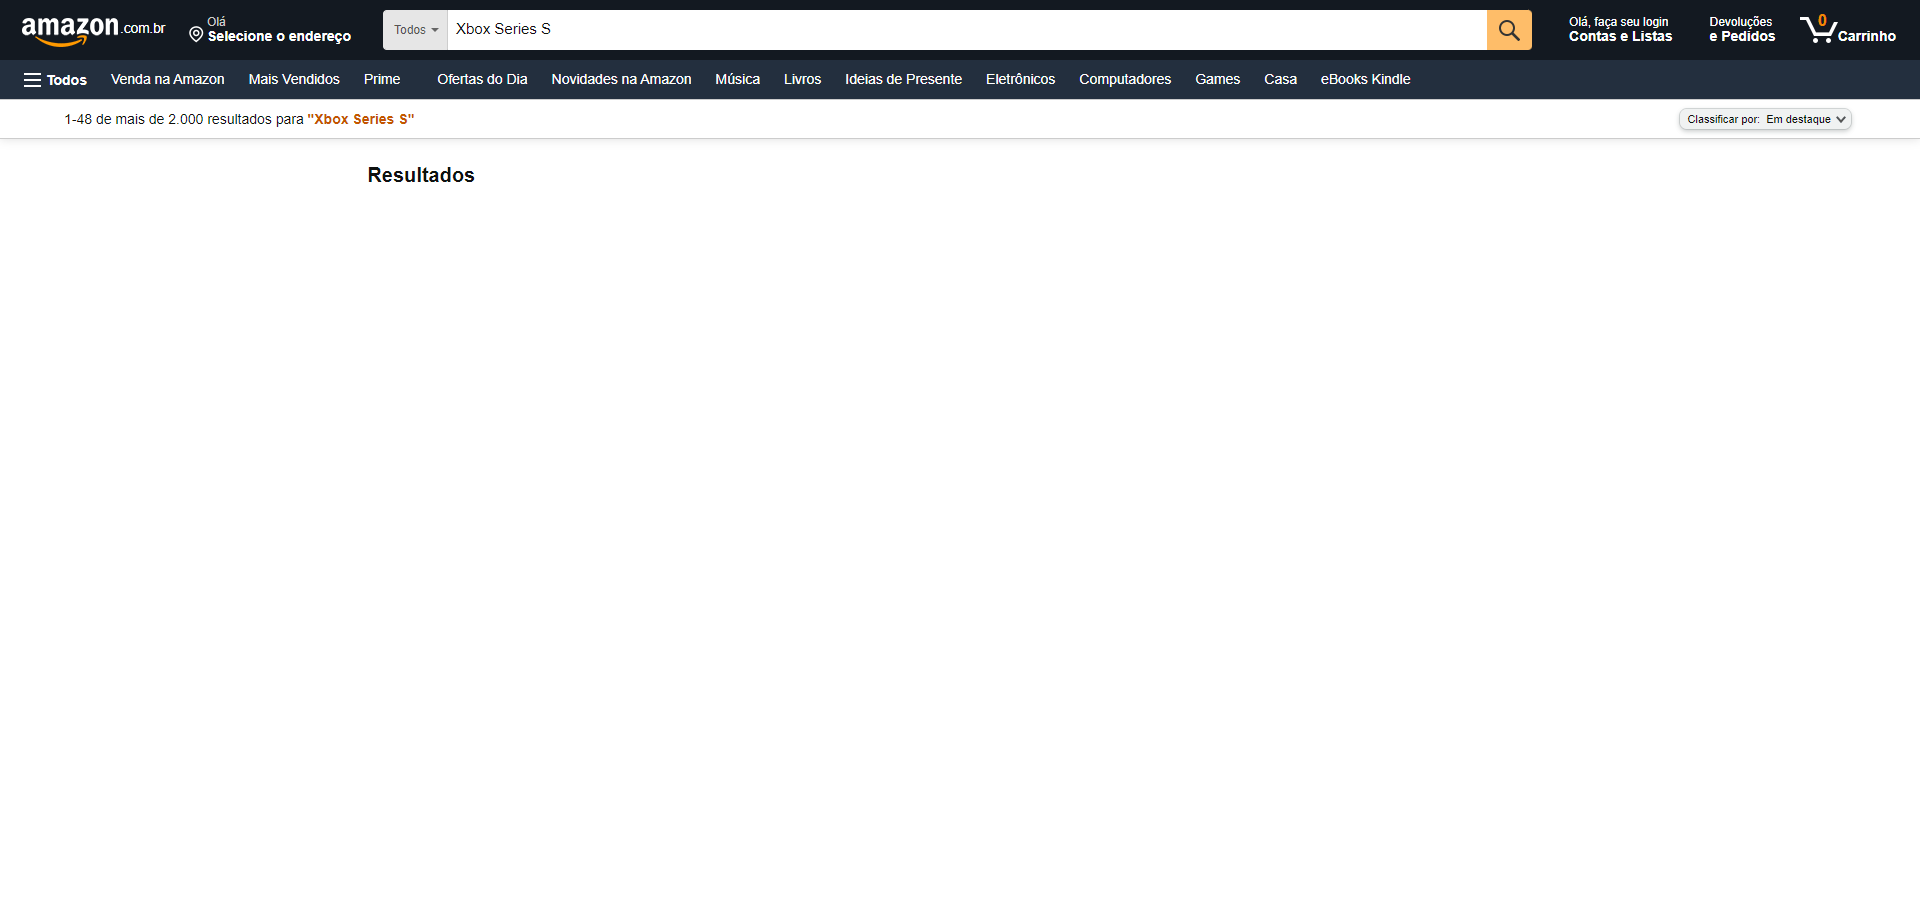 amazon.com.br
Olá
Selecione o endereço
Todos
Xbox Series S
Olá, faça seu login
Contas e Listas
Devoluções
e Pedidos
0
Carrinho
Todos Venda na Amazon Mais Vendidos Prime Ofertas do Dia Novidades na Amazon Música Livros Ideias de Presente Eletrônicos Computadores Games Casa eBooks Kindle
1-48 de mais de 2.000 resultados para "Xbox Series S"
Classificar por: Em destaque
Resultados